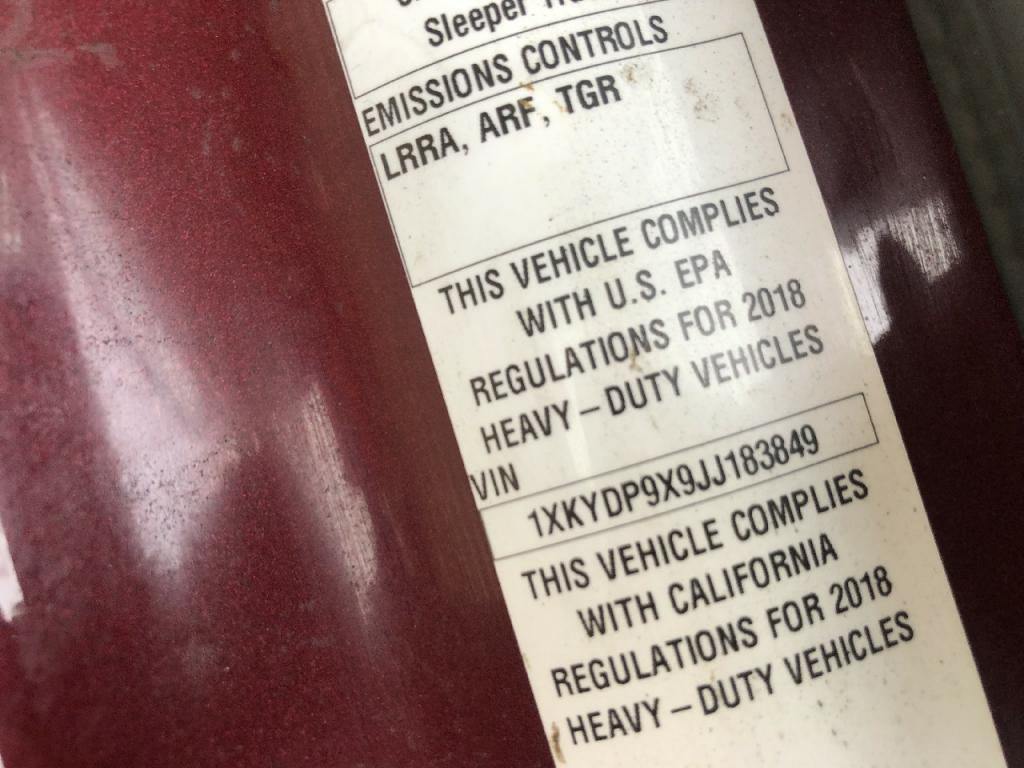 Sleeper
EMISSIONS CONTROLS
LRRA, ARF, TGR
THIS VEHICLE COMPLIES
WITH U.S. EPA
REGULATIONS FOR 2018
HEAVY – DUTY VEHICLES
VIN
1XKYDP9X9JJ183849
THIS VEHICLE COMPLIES
WITH CALIFORNIA
REGULATIONS FOR 2018
HEAVY – DUTY VEHICLES